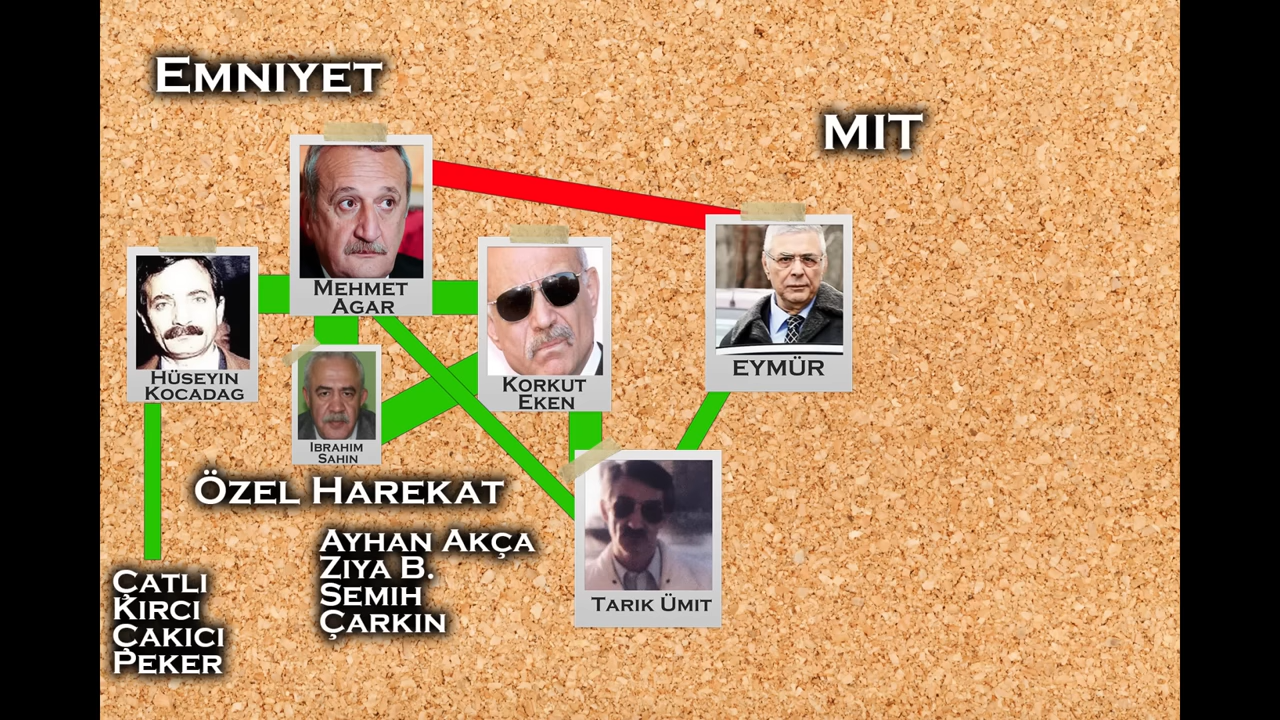 EMNIYET
MIT
MEHMET
AGAR
HÜSEYIN
KOCADAG
KORKUT
EKEN
EYMÜR
IBRAHIM
SAHIN
ÖZEL HAREKAT
AYHAN AKÇA
ZIYA B.
SEMIH
ÇARKIN
TARIK ÜMIT
ÇATLI
KIRCI
ÇAKICI
PEKER